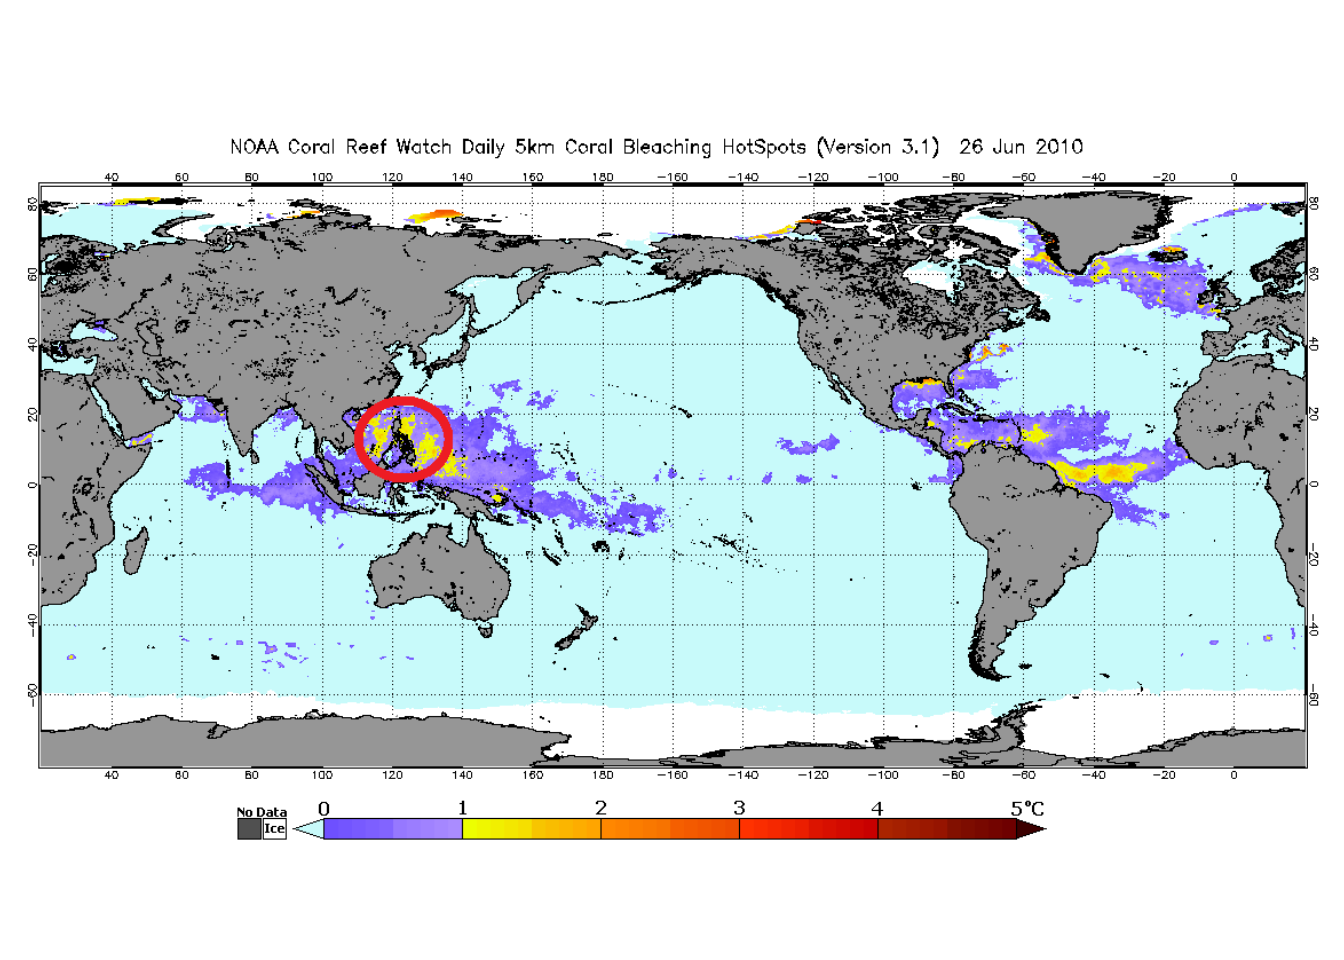 NOAA Coral Reef Watch Daily 5km Coral Bleaching HotSpots (Version 3.1) 26 Jun 2010
40 60 80 100 120 140 160 180 -160 -140 -120 -100 -80 -60 -40 -20 0
80 80
60 60
40 40
20 20
0 0
-20 -20
-40 -40
-60 -60
40 60 80 100 120 140 160 180 -160 -140 -120 -100 -80 -60 -40 -20 0
No Data 0 1 2 3 4 5°C
Ice